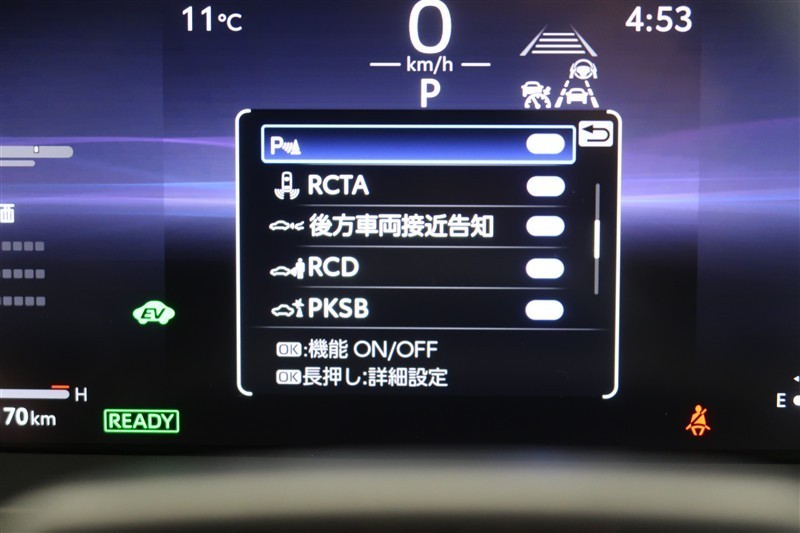 11°C
0
km/h
P
4:53
P
RCTA
後方車両接近告知
RCD
PKSB
OK:機能 ON/OFF
OK長押し:詳細設定
画
EV
H
70km
READY
E